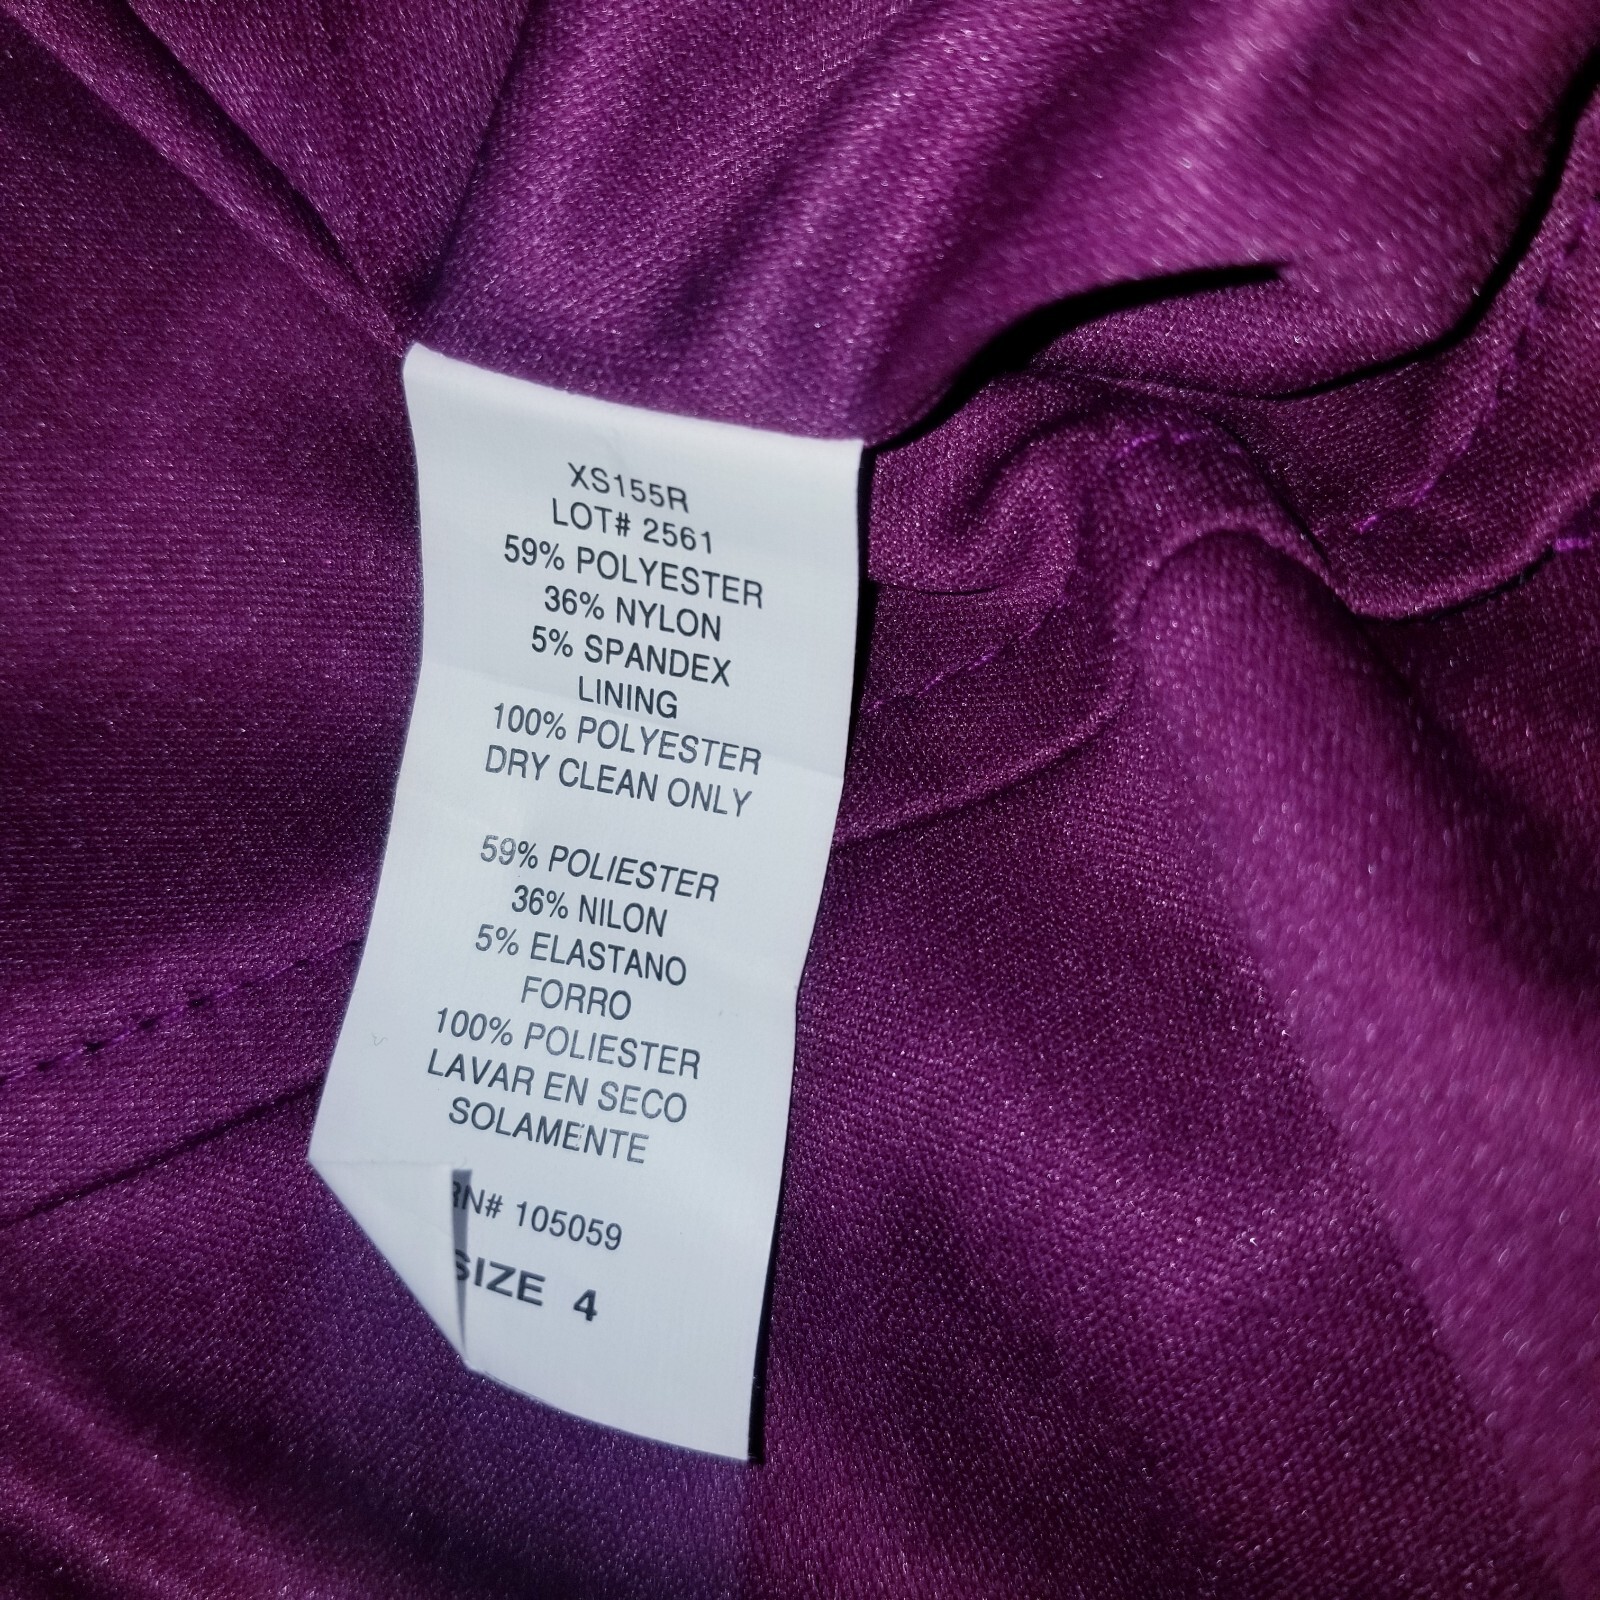 XS155R
LOT# 2561
59% POLYESTER
36% NYLON
5% SPANDEX
LINING
100% POLYESTER
DRY CLEAN ONLY
59% POLIESTER
36% NILON
5% ELASTANO
FORRO
100% POLIESTER
LAVAR EN SECO
SOLAMENTE
RN# 105059
SIZE 4